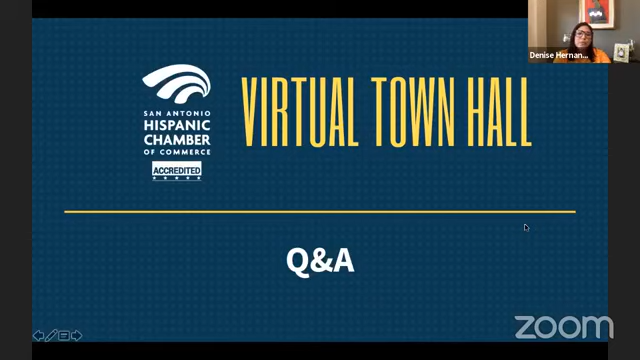 Denise Hernan...
SAN ANTONIO
HISPANIC
CHAMBER
OF COMMERCE
ACCREDITED
VIRTUAL TOWN HALL
Q&A
zoom